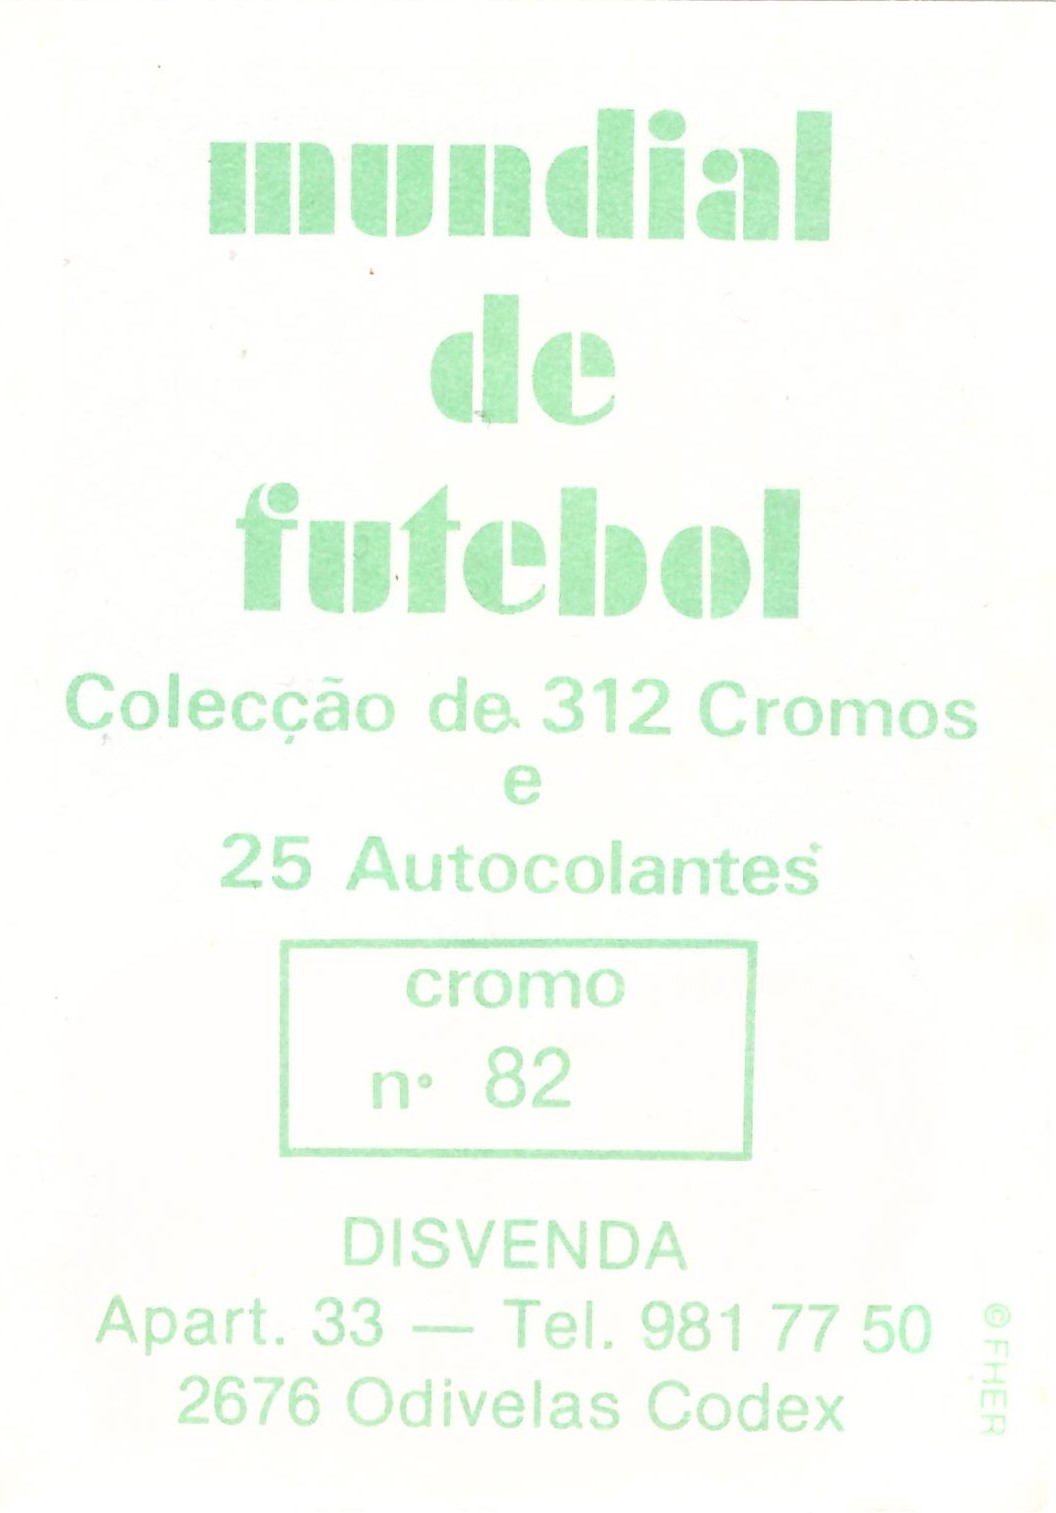 mundial
de
futebol
Colecção de 312 Cromos
e
25 Autocolantes
cromo
nº 82
DISVENDA
Apart. 33 — Tel. 981 77 50
2676 Odivelas Codex
© FHER